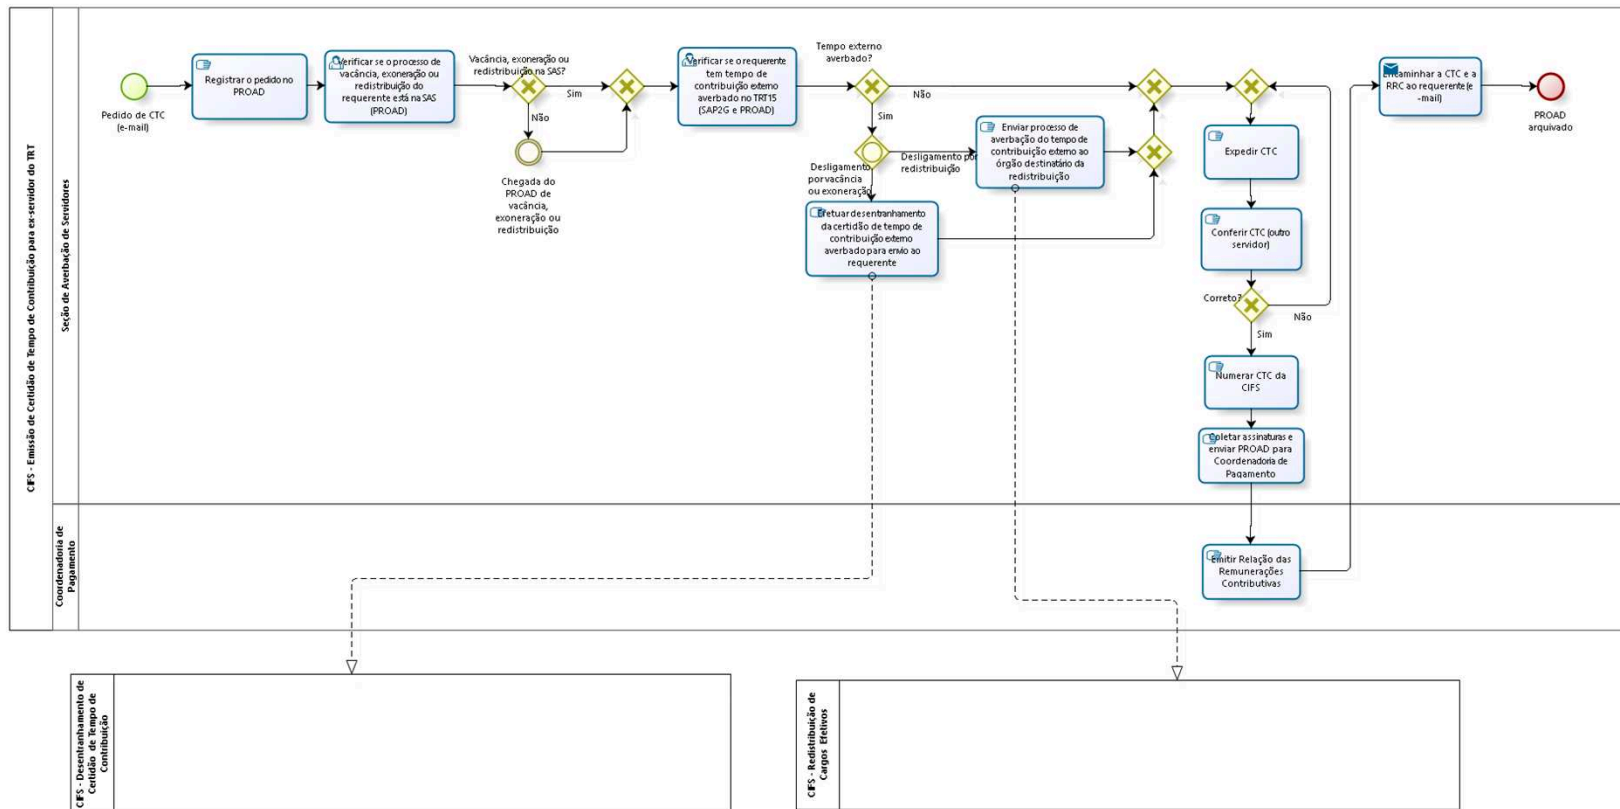 CIFS - Emissão de Certidão de Tempo de Contribuição para ex-servidor do TRT
Seção de Averbação de Servidores
Pedido de CTC
(e-mail)
Registrar o pedido no
PROAD
Verificar se o processo de
vacância, exoneração ou
redistribuição do
requerente está na SAS
(PROAD)
Vacância, exoneração ou
redistribuição na SAS?
Sim
Não
Chegada do
PROAD de
vacância,
exoneração ou
redistribuição
Verificar se o requerente
tem tempo de
contribuição externo
averbado no TRT15
(SAP2G e PROAD)
Tempo externo
averbado?
Não
Sim
Desligamento por
redistribuição
Desligamento
por vacância
ou exoneração
Enviar processo de
averbação do tempo de
contribuição externo ao
órgão destinatário da
redistribuição
Efetuar desentranhamento
da certidão de tempo de
contribuição externo
averbado para envio ao
requerente
Expedir CTC
Conferir CTC (outro
servidor)
Correto?
Não
Sim
Numerar CTC da
CIFS
Coletar assinaturas e
enviar PROAD para
Coordenadoria de
Pagamento
Encaminhar a CTC e a
RRC ao requerente (e
-mail)
PROAD
arquivado
Coordenadoria de
Pagamento
Emitir Relação das
Remunerações
Contributivas
CIFS - Desentranhamento de
Certidão de Tempo de
Contribuição
CIFS - Redistribuição de
Cargos Efetivos